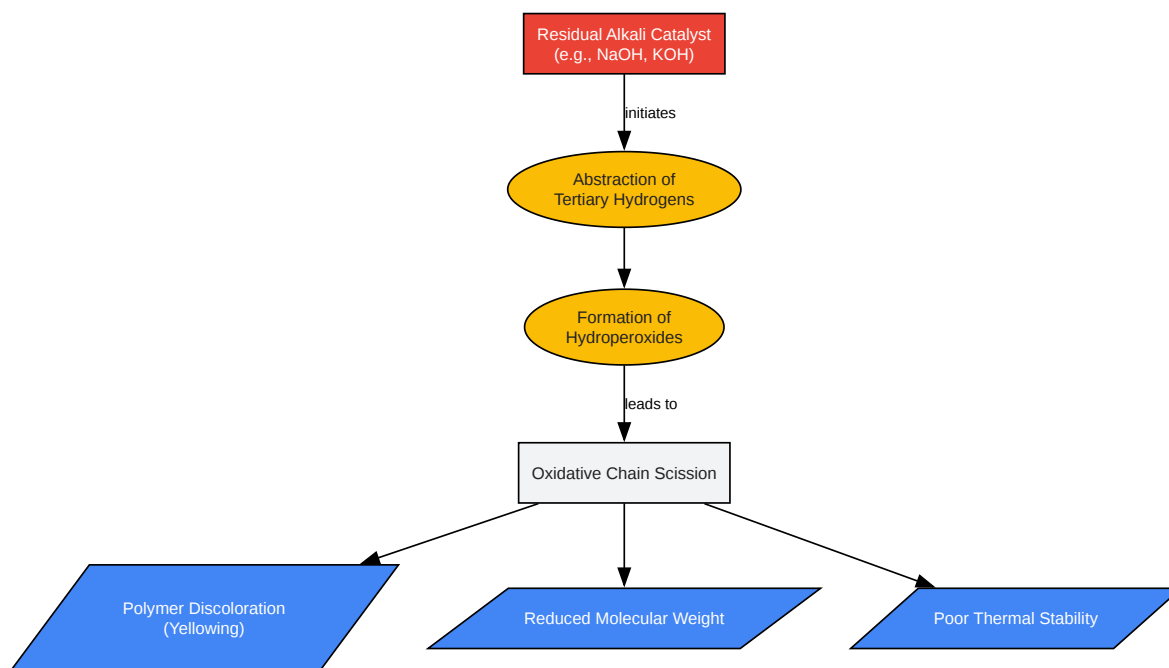 Residual Alkali Catalyst
(e.g., NaOH, KOH)
initiates
Abstraction of
Tertiary Hydrogens
Formation of
Hydroperoxides
leads to
Oxidative Chain Scission
Polymer Discoloration
(Yellowing)
Reduced Molecular Weight
Poor Thermal Stability